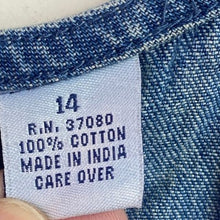 14
R.N. 37080
100% COTTON
MADE IN INDIA
CARE OVER